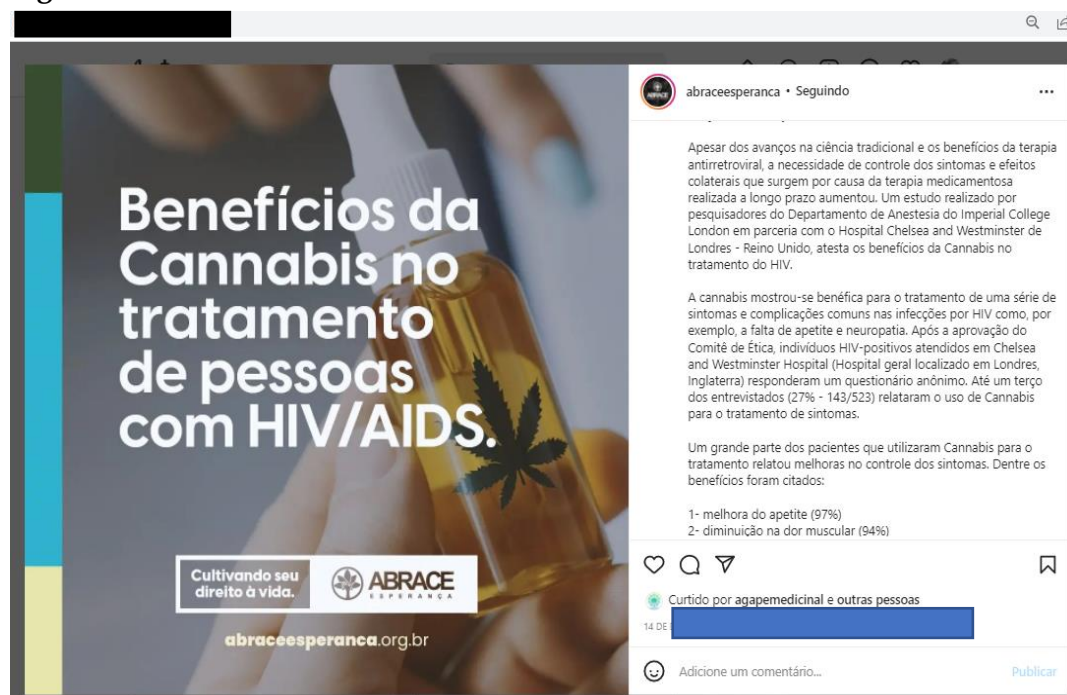 Benefícios da
Cannabis no
tratamento
de pessoas
com HIV/AIDS.
Cultivando seu
direito à vida.
ABRACE
ESPERANÇA
abraceesperanca.org.br
abraceesperanca • Seguindo
Apesar dos avanços na ciência tradicional e os benefícios da terapia
antirretroviral, a necessidade de controle dos sintomas e efeitos
colaterais que surgem por causa da terapia medicamentosa
realizada a longo prazo aumentou. Um estudo realizado por
pesquisadores do Departamento de Anestesia do Imperial College
London em parceria com o Hospital Chelsea and Westminster de
Londres - Reino Unido, atesta os benefícios da Cannabis no
tratamento do HIV.
A cannabis mostrou-se benéfica para o tratamento de uma série de
sintomas e complicações comuns nas infecções por HIV como, por
exemplo, a falta de apetite e neuropatia. Após a aprovação do
Comitê de Ética, indivíduos HIV-positivos atendidos em Chelsea
and Westminster Hospital (Hospital geral localizado em Londres,
Inglaterra) responderam um questionário anônimo. Até um terço
dos entrevistados (27% - 143/523) relataram o uso de Cannabis
para o tratamento de sintomas.
Um grande parte dos pacientes que utilizaram Cannabis para o
tratamento relatou melhoras no controle dos sintomas. Dentre os
benefícios foram citados:
1- melhora do apetite (97%)
2- diminuição na dor muscular (94%)
Curtido por agapemedicinal e outras pessoas
14 DE
Adicione um comentário...
Publicar